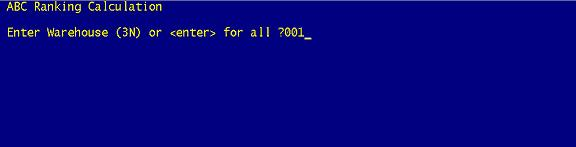 ABC Ranking Calculation
Enter Warehouse (3N) or <enter> for all ?001_